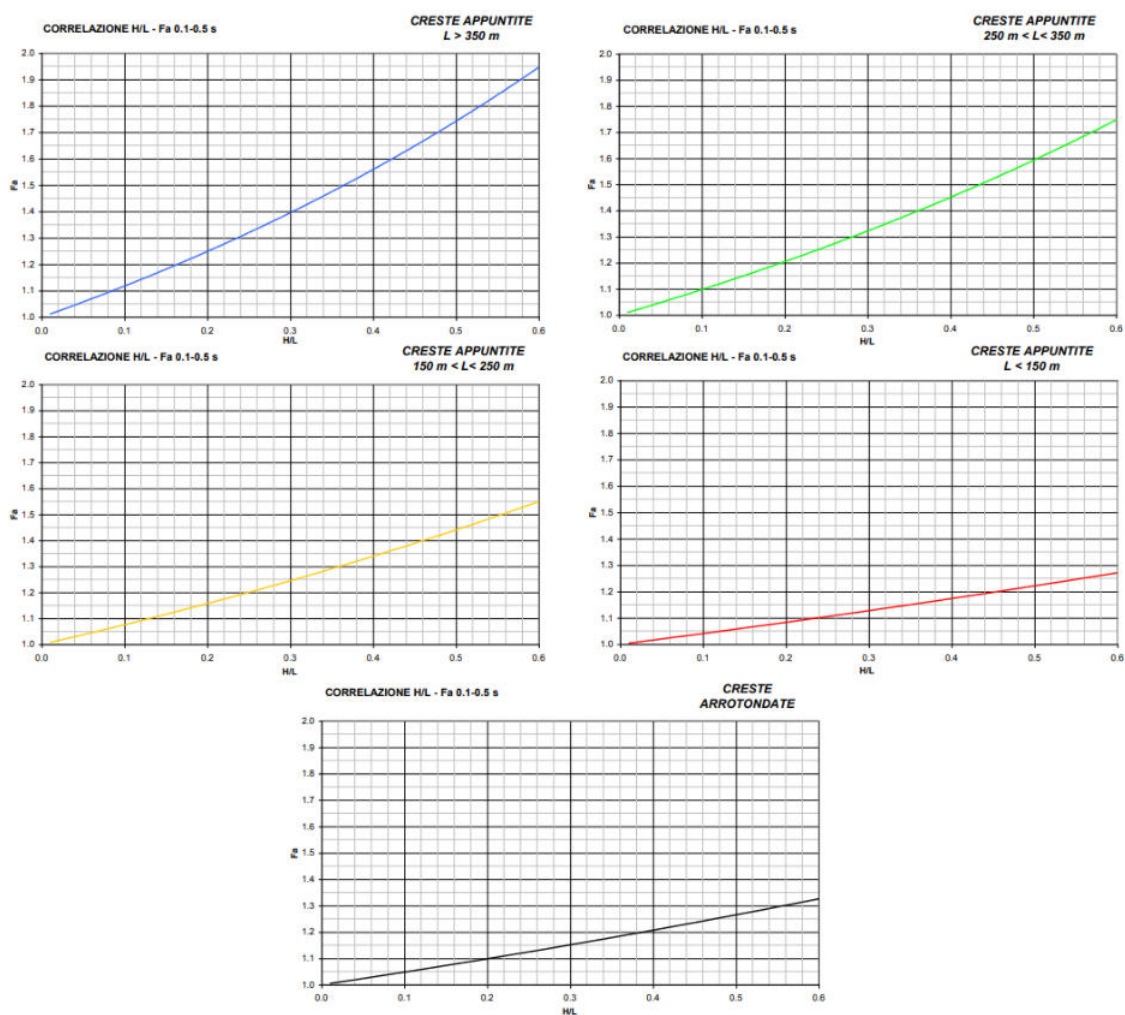 CORRELAZIONE H/L - Fa 0.1-0.5 s
CRESTE APPUNTITE
L > 350 m
2.0
1.9
1.8
1.7
1.6
1.5
1.4
1.3
1.2
1.1
1.0
Fa
0.0 0.1 0.2 0.3 0.4 0.5 0.6
H/L
CORRELAZIONE H/L - Fa 0.1-0.5 s
CRESTE APPUNTITE
250 m < L< 350 m
2.0
1.9
1.8
1.7
1.6
1.5
1.4
1.3
1.2
1.1
1.0
Fa
0.0 0.1 0.2 0.3 0.4 0.5 0.6
H/L
CORRELAZIONE H/L - Fa 0.1-0.5 s
CRESTE APPUNTITE
150 m < L< 250 m
2.0
1.9
1.8
1.7
1.6
1.5
1.4
1.3
1.2
1.1
1.0
Fa
0.0 0.1 0.2 0.3 0.4 0.5 0.6
H/L
CORRELAZIONE H/L - Fa 0.1-0.5 s
CRESTE APPUNTITE
L < 150 m
2.0
1.9
1.8
1.7
1.6
1.5
1.4
1.3
1.2
1.1
1.0
Fa
0.0 0.1 0.2 0.3 0.4 0.5 0.6
H/L
CORRELAZIONE H/L - Fa 0.1-0.5 s
CRESTE
ARROTONDATE
2.0
1.9
1.8
1.7
1.6
1.5
1.4
1.3
1.2
1.1
1.0
Fa
0.0 0.1 0.2 0.3 0.4 0.5 0.6
H/L